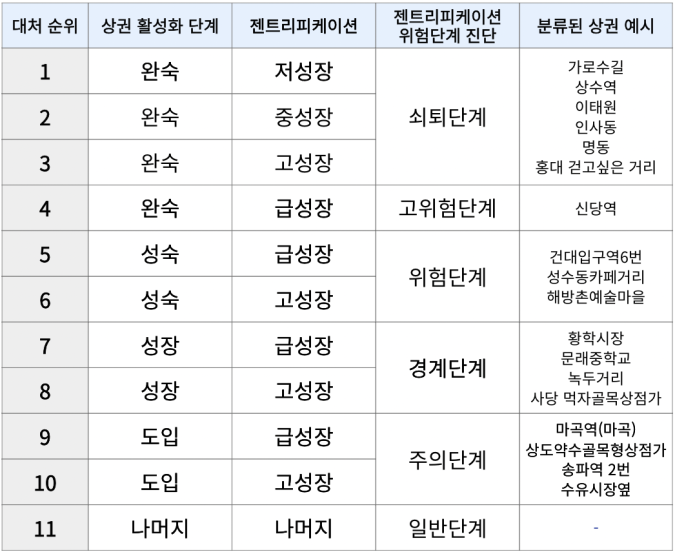 대처 순위 상권 활성화 단계 젠트리피케이션 젠트리피케이션 위험단계 진단 분류된 상권 예시
1 완숙 저성장
2 완숙 중성장
3 완숙 고성장
쇠퇴단계
가로수길
상수역
이태원
인사동
명동
홍대 걷고싶은 거리
4 완숙 급성장 고위험단계 신당역
5 성숙 급성장
6 성숙 고성장
위험단계
건대입구역6번
성수동카페거리
해방촌예술마을
7 성장 급성장
8 성장 고성장
경계단계
황학시장
문래중학교
녹두거리
사당 먹자골목상점가
9 도입 급성장
10 도입 고성장
주의단계
마곡역(마곡)
상도약수골목형상점가
송파역 2번
수유시장옆
11 나머지 나머지 일반단계 -